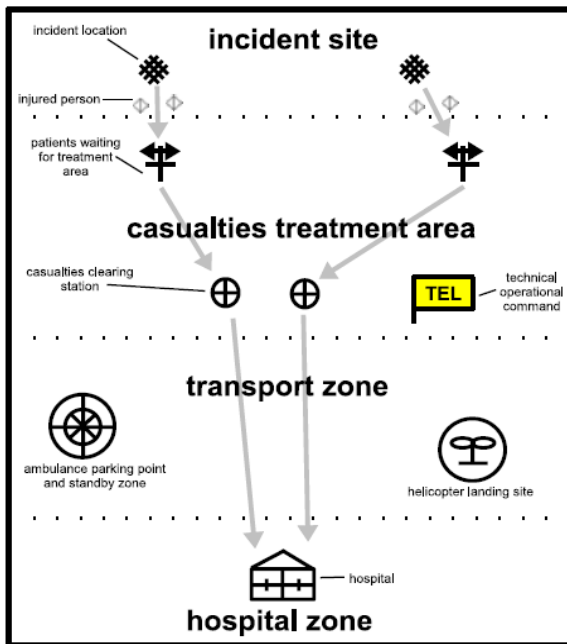 incident location
incident site
injured person
patients waiting
for treatment
area
casualties treatment area
casualties clearing
station
TEL
technical
operational
command
transport zone
ambulance parking point
and standby zone
helicopter landing site
hospital
hospital zone